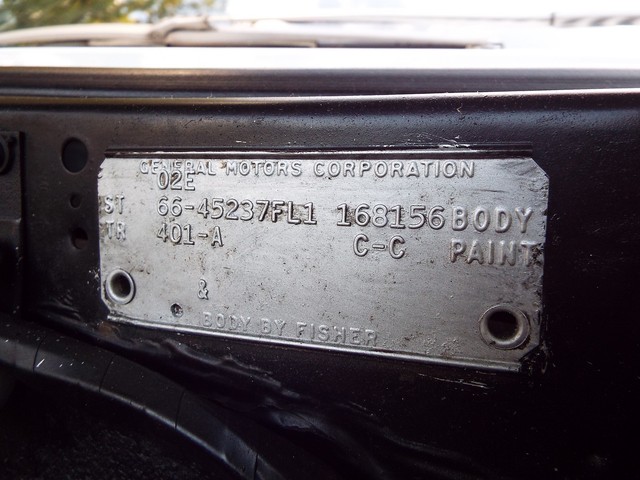 GENERAL MOTORS CORPORATION
02E
ST 66-45237FL1 168156 BODY
TR 401-A C-C PAINT
&
BODY BY FISHER